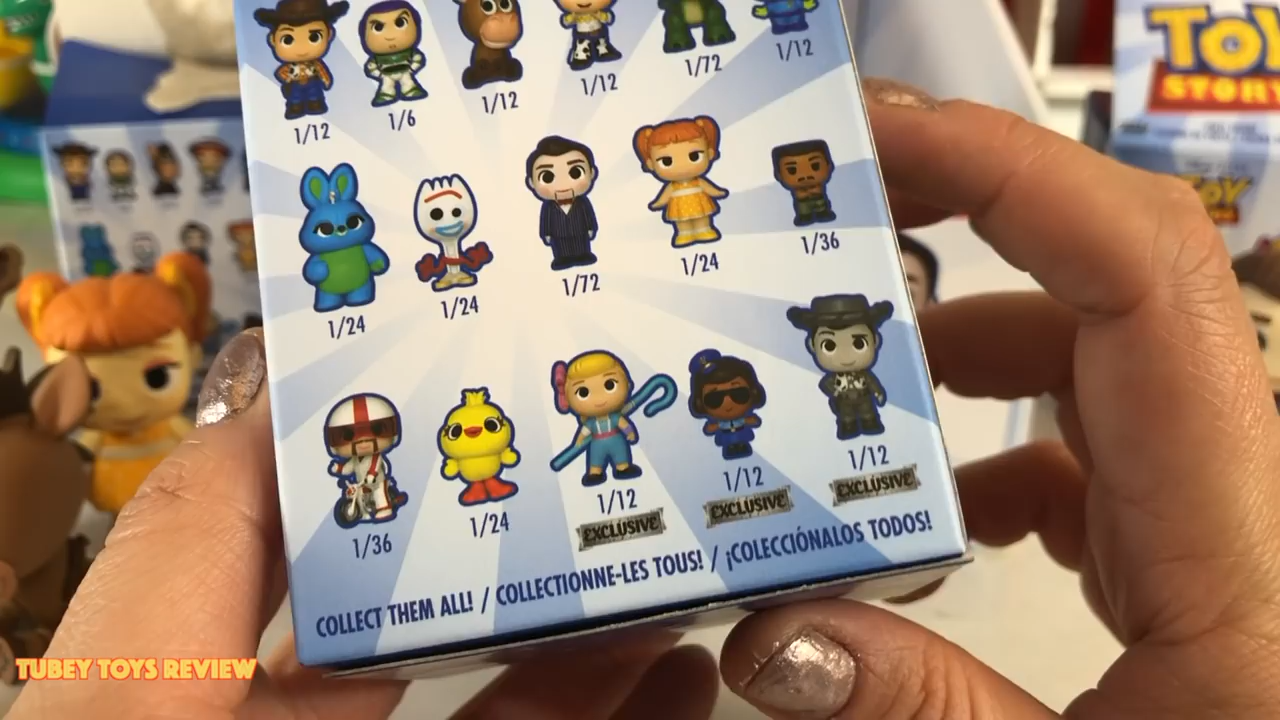 TOY
STORY
TOY
STORY
1/12
1/6
1/12
1/12
1/72
1/12
1/24
1/24
1/72
1/24
1/36
1/36
1/24
1/12
EXCLUSIVE
1/12
EXCLUSIVE
1/12
EXCLUSIVE
COLLECT THEM ALL! / COLLECTIONNE-LES TOUS! / ¡COLECCIÓNALOS TODOS!
TUBEY TOYS REVIEW